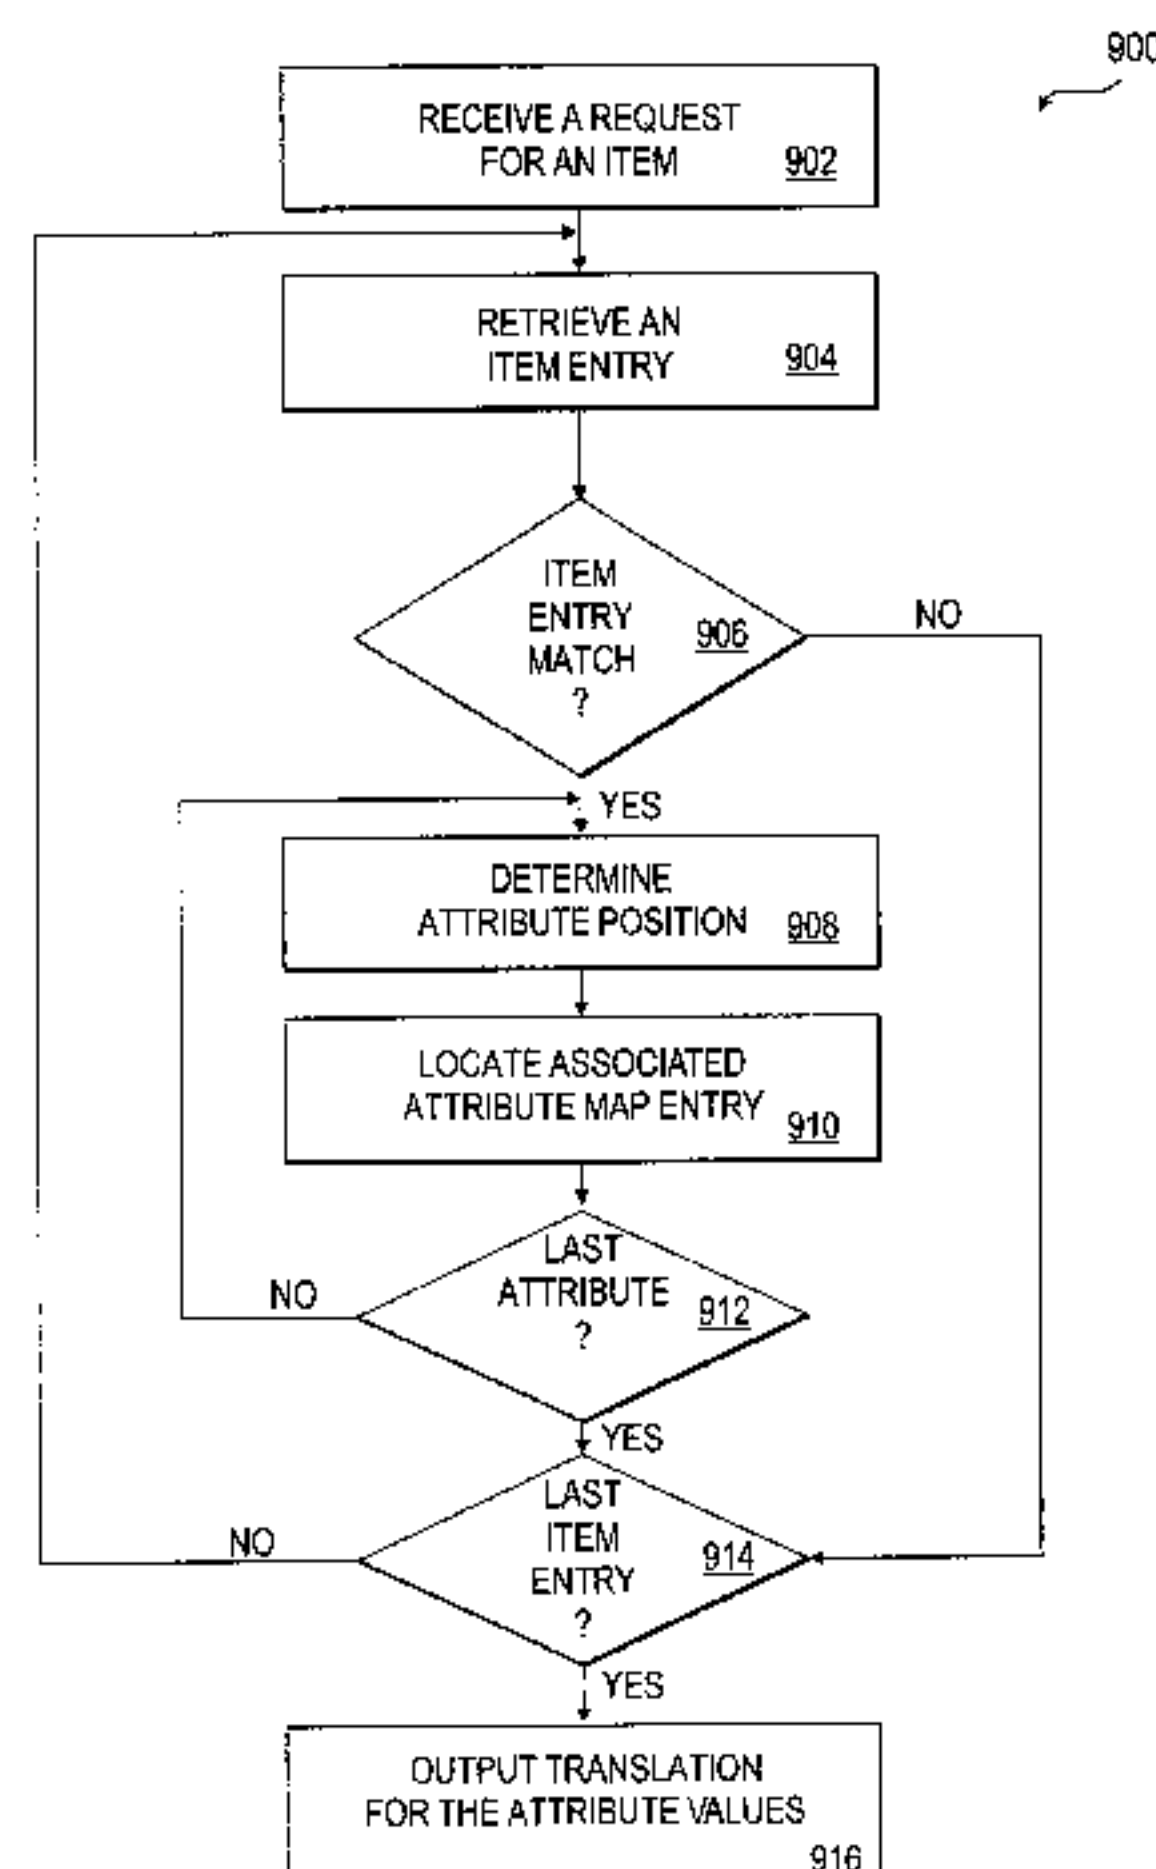 900
RECEIVE A REQUEST
FOR AN ITEM
902
RETRIEVE AN
ITEM ENTRY
904
ITEM
ENTRY
MATCH
?
906
NO
YES
DETERMINE
ATTRIBUTE POSITION
908
LOCATE ASSOCIATED
ATTRIBUTE MAP ENTRY
910
LAST
ATTRIBUTE
?
912
NO
YES
LAST
ITEM
ENTRY
?
914
NO
YES
OUTPUT TRANSLATION
FOR THE ATTRIBUTE VALUES
916